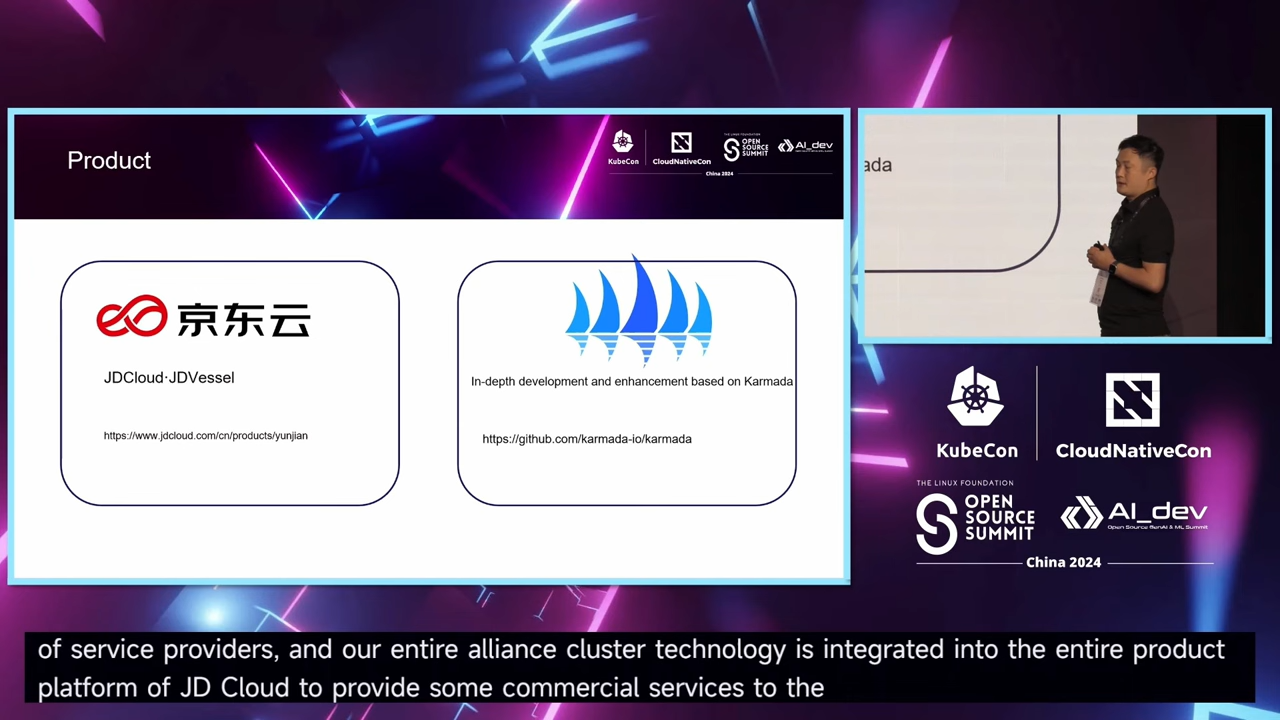 Product
KubeCon
CloudNativeCon
THE LINUX FOUNDATION
OPEN
SOURCE
SUMMIT
AI_dev
China 2024
京东云
JDCloud·JDVessel
https://www.jdcloud.com/cn/products/yunjian
In-depth development and enhancement based on Karmada
https://github.com/karmada-io/karmada
ada
KubeCon
CloudNativeCon
THE LINUX FOUNDATION
OPEN
SOURCE
SUMMIT
AI_dev
Open Source GenAI & ML Summit
China 2024
of service providers, and our entire alliance cluster technology is integrated into the entire product
platform of JD Cloud to provide some commercial services to the